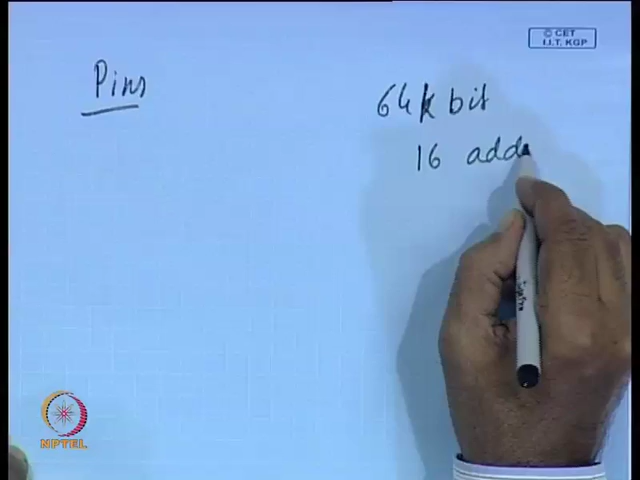 © CET
I.I.T. KGP
Pins
64k bit
16 add
NPTEL